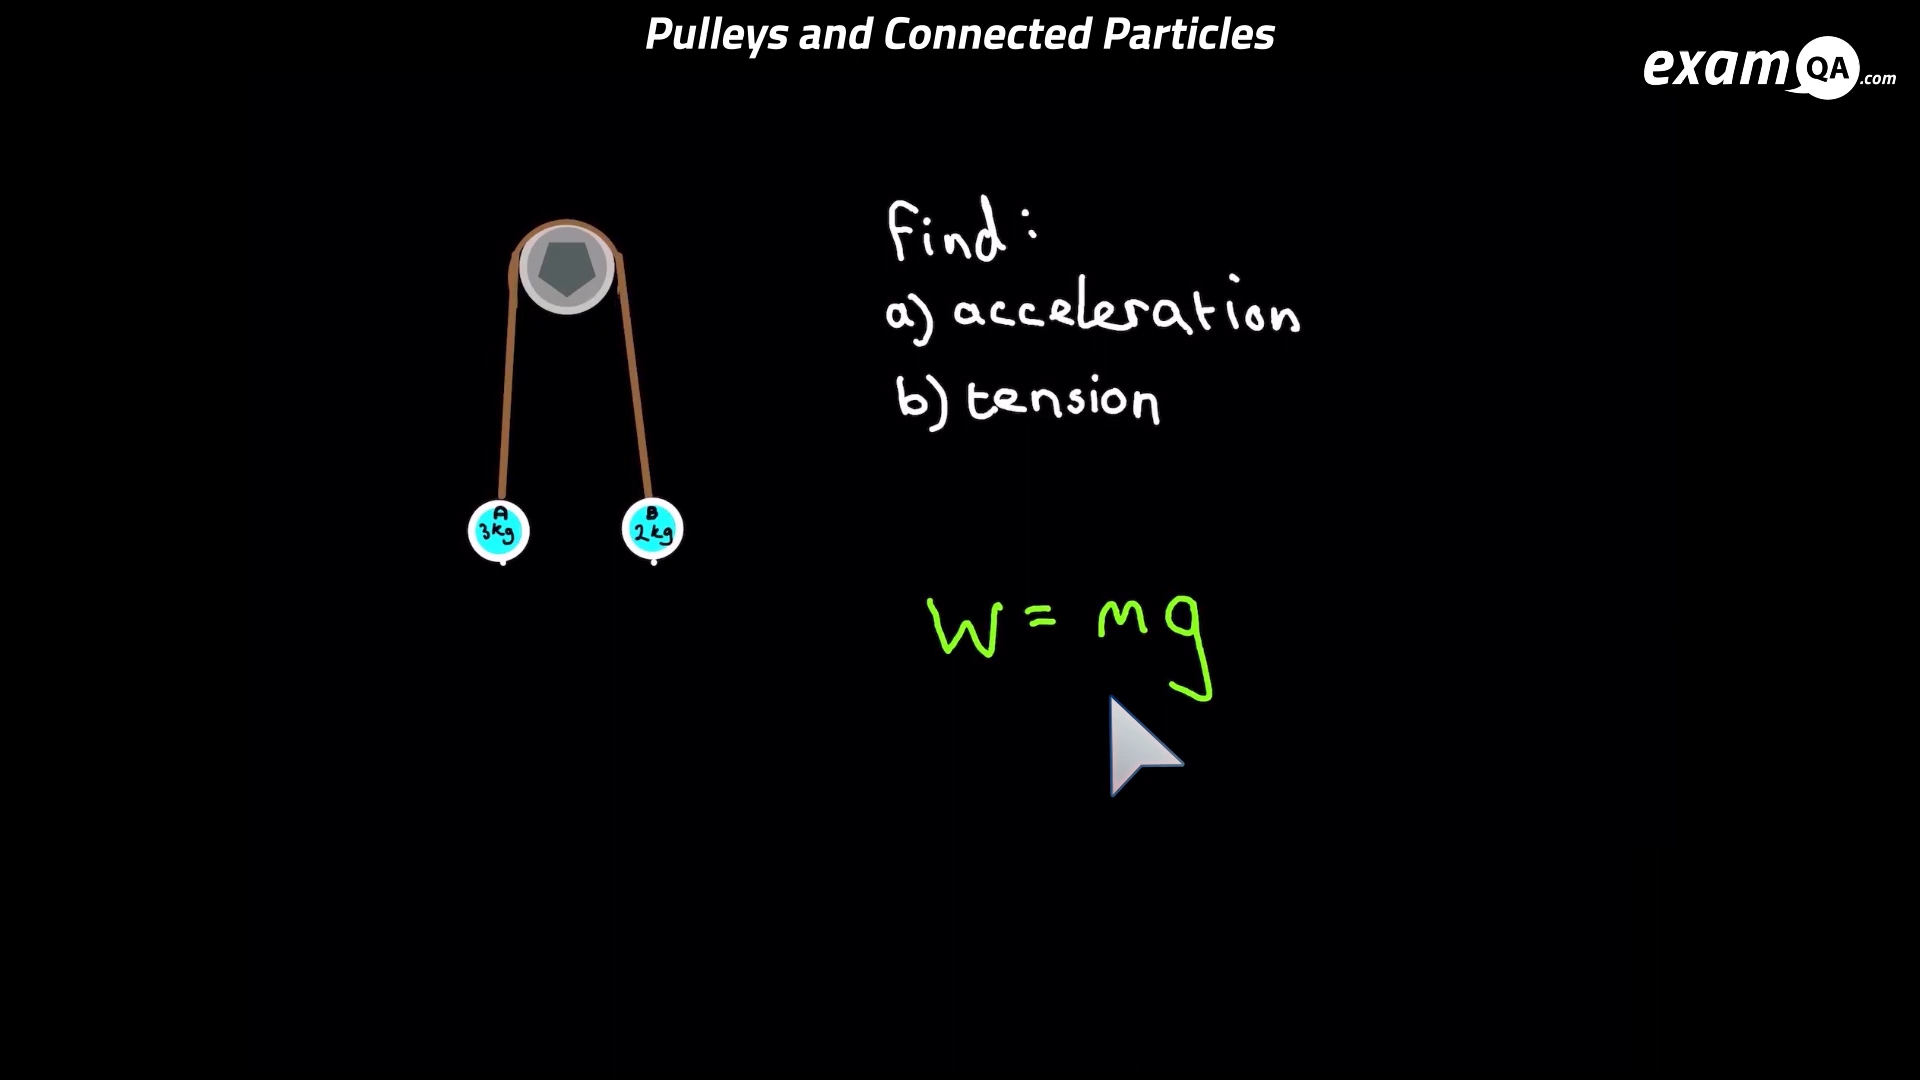 Pulleys and Connected Particles
examQA.com
find:
a) acceleration
b) tension
A
3kg
B
2kg
W = mg